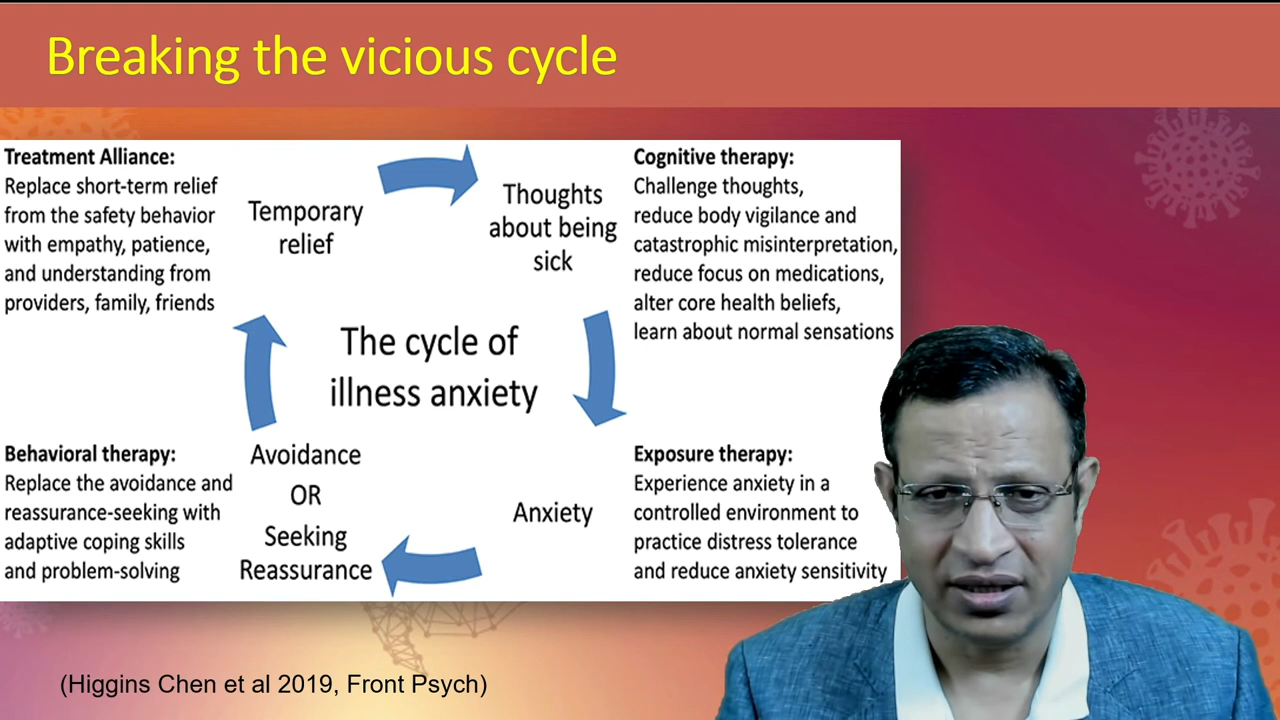 Breaking the vicious cycle
Treatment Alliance:
Replace short-term relief
from the safety behavior
with empathy, patience,
and understanding from
providers, family, friends
Temporary
relief
Thoughts
about being
sick
Cognitive therapy:
Challenge thoughts,
reduce body vigilance and
catastrophic misinterpretation,
reduce focus on medications,
alter core health beliefs,
learn about normal sensations
The cycle of
illness anxiety
Behavioral therapy:
Replace the avoidance and
reassurance-seeking with
adaptive coping skills
and problem-solving
Avoidance
OR
Seeking
Reassurance
Anxiety
Exposure therapy:
Experience anxiety in a
controlled environment to
practice distress tolerance
and reduce anxiety sensitivity
(Higgins Chen et al 2019, Front Psych)